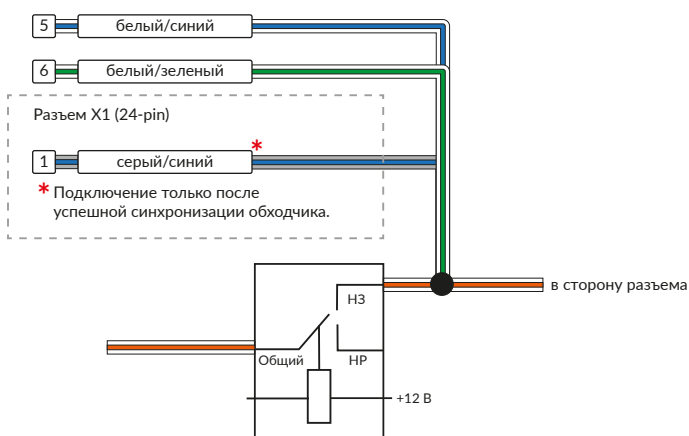 5 белый/синий
6 белый/зеленый
Разъем X1 (24-pin)
1 серый/синий *
* Подключение только после
успешной синхронизации обходчика.
в сторону разъема
НЗ
Общий НР
+12 В